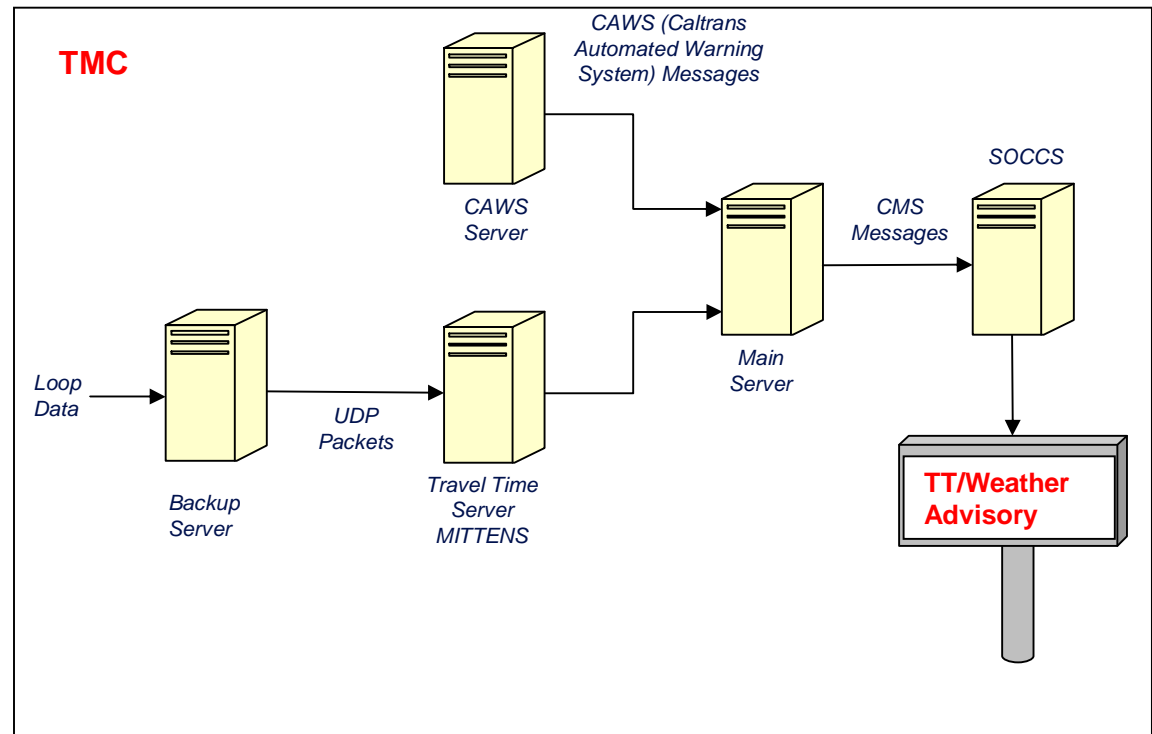 TMC
CAWS (Caltrans
Automated Warning
System) Messages
CAWS
Server
SOCCS
CMS
Messages
Main
Server
Loop
Data
UDP
Packets
Backup
Server
Travel Time
Server
MITTENS
TT/Weather
Advisory